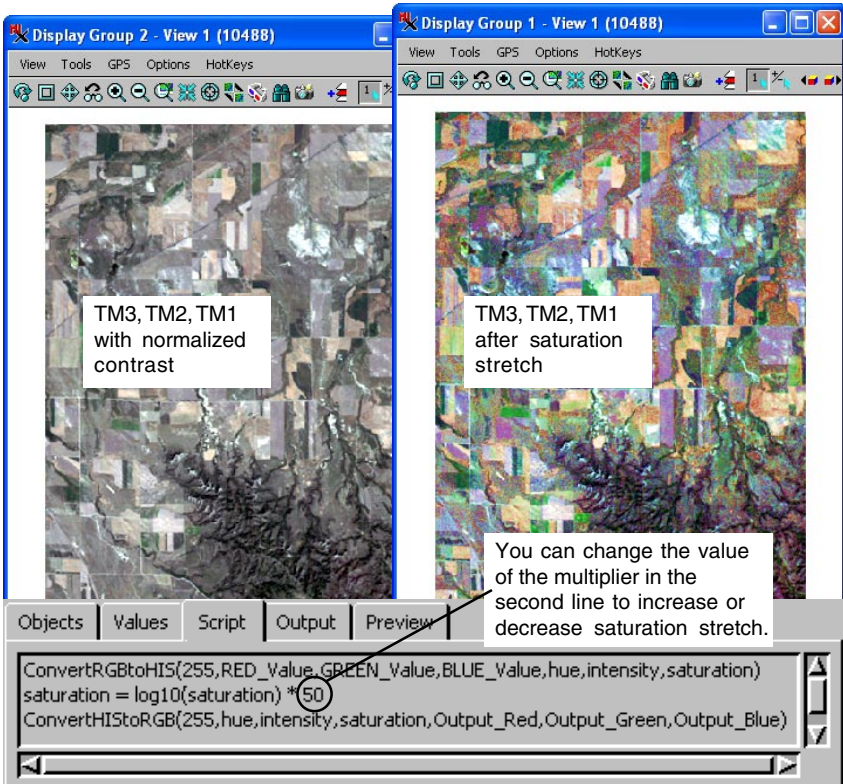 Display Group 2 - View 1 (10488)
View Tools GPS Options HotKeys
Display Group 1 - View 1 (10488)
View Tools GPS Options HotKeys
1
1
TM3, TM2, TM1
with normalized
contrast
TM3, TM2, TM1
after saturation
stretch
You can change the value
of the multiplier in the
second line to increase or
decrease saturation stretch.
Objects Values Script Output Preview
ConvertRGBtoHIS(255,RED_Value,GREEN_Value,BLUE_Value,hue,intensity,saturation)
saturation = log10(saturation) * 50
ConvertHIStoRGB(255,hue,intensity,saturation,Output_Red,Output_Green,Output_Blue)